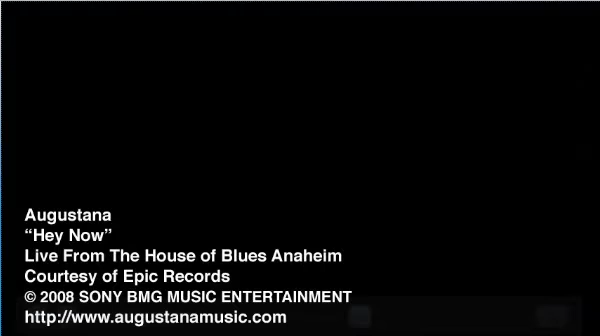 Augustana
“Hey Now”
Live From The House of Blues Anaheim
Courtesy of Epic Records
© 2008 SONY BMG MUSIC ENTERTAINMENT
http://www.augustanamusic.com